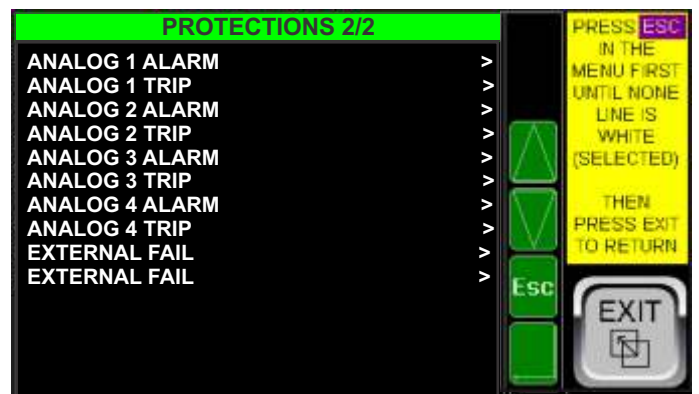 PROTECTIONS 2/2
ANALOG 1 ALARM >
ANALOG 1 TRIP >
ANALOG 2 ALARM >
ANALOG 2 TRIP >
ANALOG 3 ALARM >
ANALOG 3 TRIP >
ANALOG 4 ALARM >
ANALOG 4 TRIP >
EXTERNAL FAIL >
EXTERNAL FAIL >
Esc
PRESS ESC
IN THE
MENU FIRST
UNTIL NONE
LINE IS
WHITE
(SELECTED)
THEN
PRESS EXIT
TO RETURN
EXIT